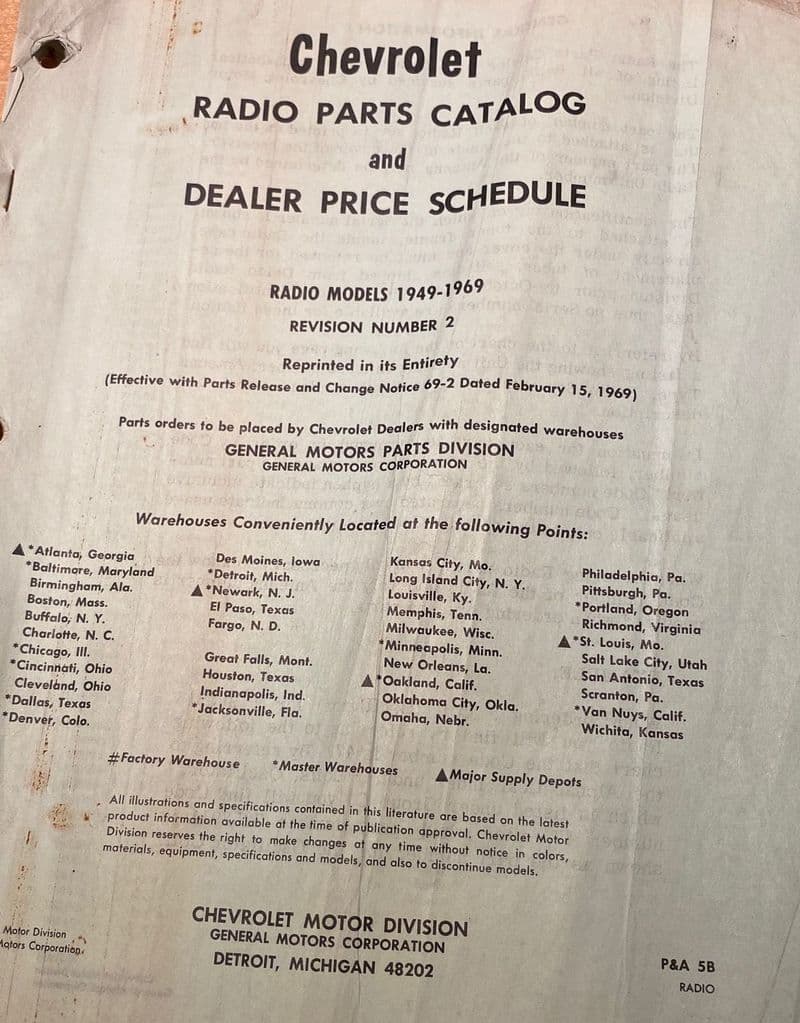 Chevrolet
RADIO PARTS CATALOG
and
DEALER PRICE SCHEDULE
RADIO MODELS 1949-1969
REVISION NUMBER 2
Reprinted in its Entirety
(Effective with Parts Release and Change Notice 69-2 Dated February 15, 1969)
Parts orders to be placed by Chevrolet Dealers with designated warehouses
GENERAL MOTORS PARTS DIVISION
GENERAL MOTORS CORPORATION
Warehouses Conveniently Located at the following Points:
▲*Atlanta, Georgia
*Baltimore, Maryland
Birmingham, Ala.
Boston, Mass.
Buffalo, N. Y.
Charlotte, N. C.
*Chicago, Ill.
*Cincinnati, Ohio
Cleveland, Ohio
*Dallas, Texas
*Denver, Colo.
Des Moines, Iowa
*Detroit, Mich.
▲*Newark, N. J.
El Paso, Texas
Fargo, N. D.
Great Falls, Mont.
Houston, Texas
Indianapolis, Ind.
*Jacksonville, Fla.
Kansas City, Mo.
Long Island City, N. Y.
Louisville, Ky.
Memphis, Tenn.
Milwaukee, Wisc.
*Minneapolis, Minn.
New Orleans, La.
▲*Oakland, Calif.
Oklahoma City, Okla.
Omaha, Nebr.
Philadelphia, Pa.
Pittsburgh, Pa.
*Portland, Oregon
Richmond, Virginia
▲*St. Louis, Mo.
Salt Lake City, Utah
San Antonio, Texas
Scranton, Pa.
*Van Nuys, Calif.
Wichita, Kansas
#Factory Warehouse *Master Warehouses ▲Major Supply Depots
All illustrations and specifications contained in this literature are based on the latest
product information available at the time of publication approval. Chevrolet Motor
Division reserves the right to make changes at any time without notice in colors,
materials, equipment, specifications and models, and also to discontinue models.
CHEVROLET MOTOR DIVISION
GENERAL MOTORS CORPORATION
DETROIT, MICHIGAN 48202
Motor Division
Motors Corporation
P&A 5B
RADIO